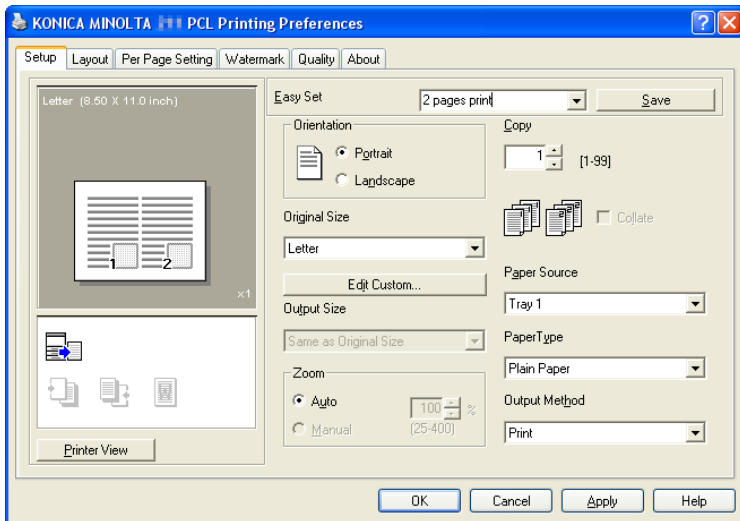 KONICA MINOLTA PCL Printing Preferences
Setup Layout Per Page Setting Watermark Quality About
Letter (8.50 X 11.0 inch)
1 2
x1
Printer View
Easy Set 2 pages print Save
Orientation
Portrait
Landscape
Original Size
Letter
Edit Custom...
Output Size
Same as Original Size
Zoom
Auto
Manual
100 %
(25-400)
Copy
1 [1-99]
Collate
Paper Source
Tray 1
PaperType
Plain Paper
Output Method
Print
OK Cancel Apply Help